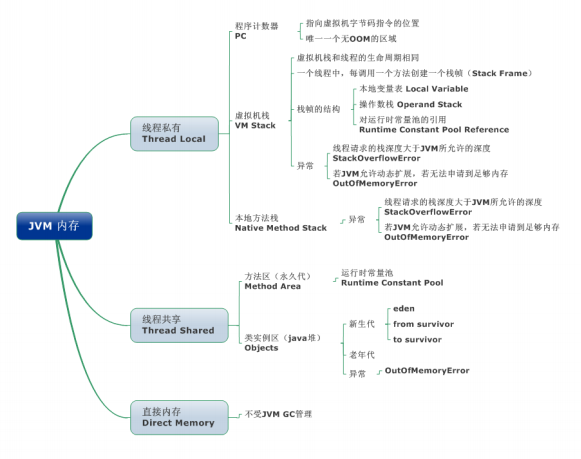 JVM 内存
线程私有
Thread Local
程序计数器
PC
指向虚拟机字节码指令的位置
唯一一个无OOM的区域
虚拟机栈
VM Stack
虚拟机栈和线程的生命周期相同
一个线程中，每调用一个方法创建一个栈帧（Stack Frame）
栈帧的结构
本地变量表 Local Variable
操作数栈 Operand Stack
对运行时常量池的引用
Runtime Constant Pool Reference
异常
线程请求的栈深度大于JVM所允许的深度
StackOverflowError
若JVM允许动态扩展，若无法申请到足够内存
OutOfMemoryError
本地方法栈
Native Method Stack
异常
线程请求的栈深度大于JVM所允许的深度
StackOverflowError
若JVM允许动态扩展，若无法申请到足够内存
OutOfMemoryError
线程共享
Thread Shared
方法区（永久代）
Method Area
运行时常量池
Runtime Constant Pool
类实例区（java堆）
Objects
新生代
eden
from survivor
to survivor
老年代
异常
OutOfMemoryError
直接内存
Direct Memory
不受JVM GC管理